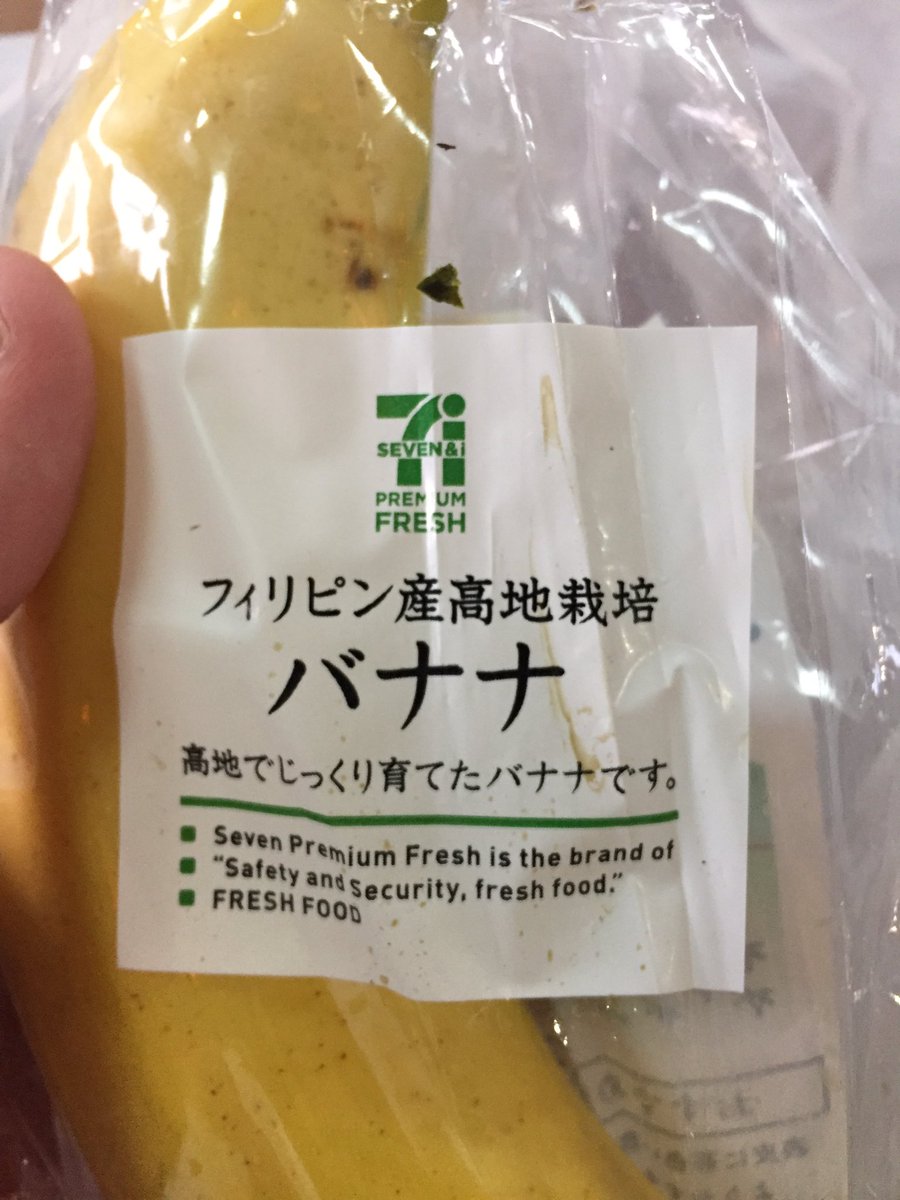 SEVEN&i
PREMIUM
FRESH
フィリピン産高地栽培
バナナ
高地でじっくり育てたバナナです。
Seven Premium Fresh is the brand of
“Safety and Security, fresh food.”
FRESH FOOD